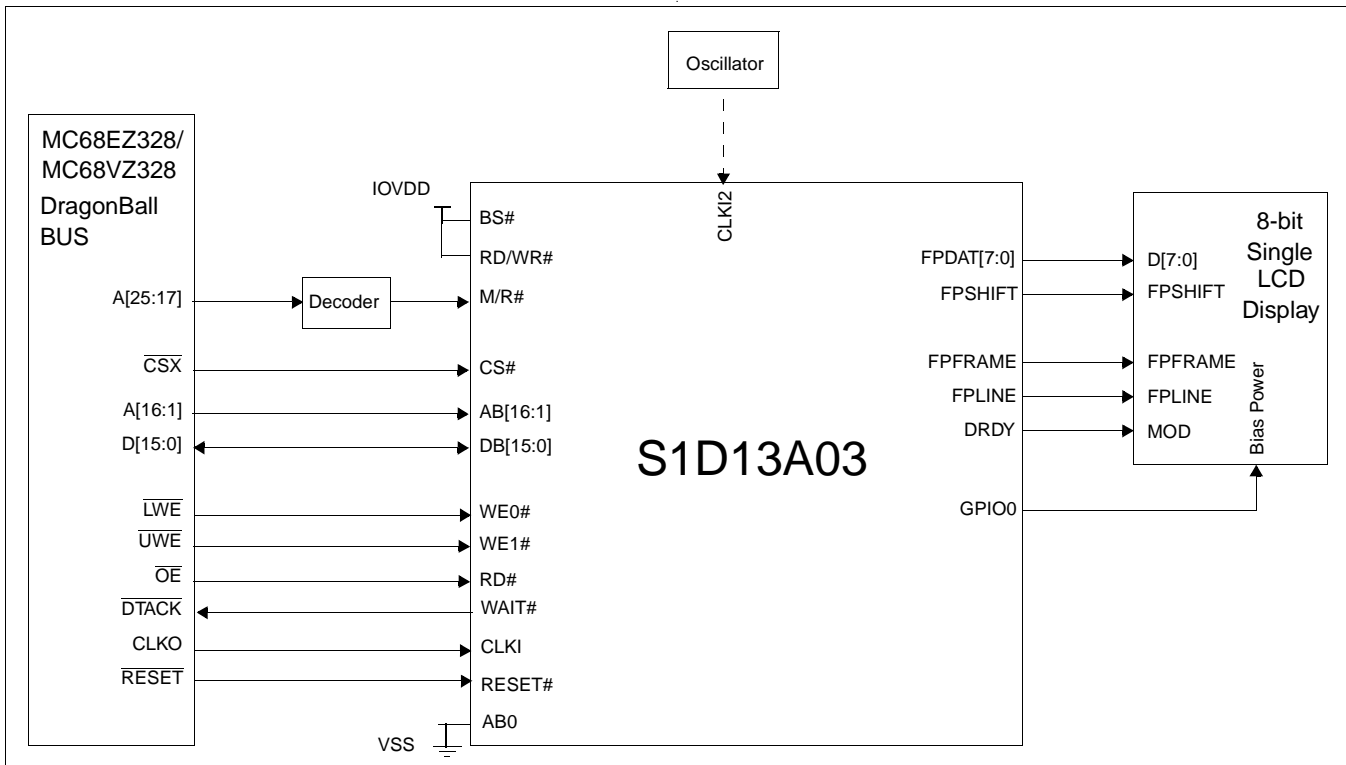 Oscillator
MC68EZ328/
MC68VZ328
DragonBall
BUS
A[25:17]
CSX
A[16:1]
D[15:0]
LWE
UWE
OE
DTACK
CLKO
RESET
Decoder
IOVDD
VSS
BS#
RD/WR#
M/R#
CS#
AB[16:1]
DB[15:0]
WE0#
WE1#
RD#
WAIT#
CLKI
RESET#
AB0
CLKI2
S1D13A03
FPDAT[7:0]
FPSHIFT
FPFRAME
FPLINE
DRDY
GPIO0
8-bit
Single
LCD
Display
D[7:0]
FPSHIFT
FPFRAME
FPLINE
MOD
Bias Power